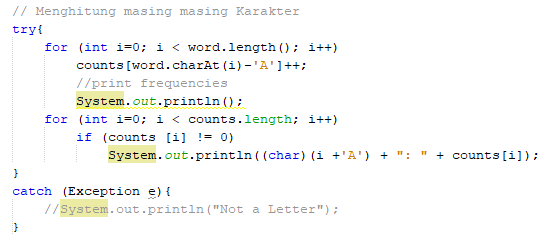 // Menghitung masing masing Karakter
try{
for (int i=0; i < word.length(); i++)
counts[word.charAt(i)-'A']++;
//print frequencies
System.out.println();
for (int i=0; i < counts.length; i++)
if (counts [i] != 0)
System.out.println((char)(i +'A') + ": " + counts[i]);
}
catch (Exception e){
//System.out.println("Not a Letter");
}